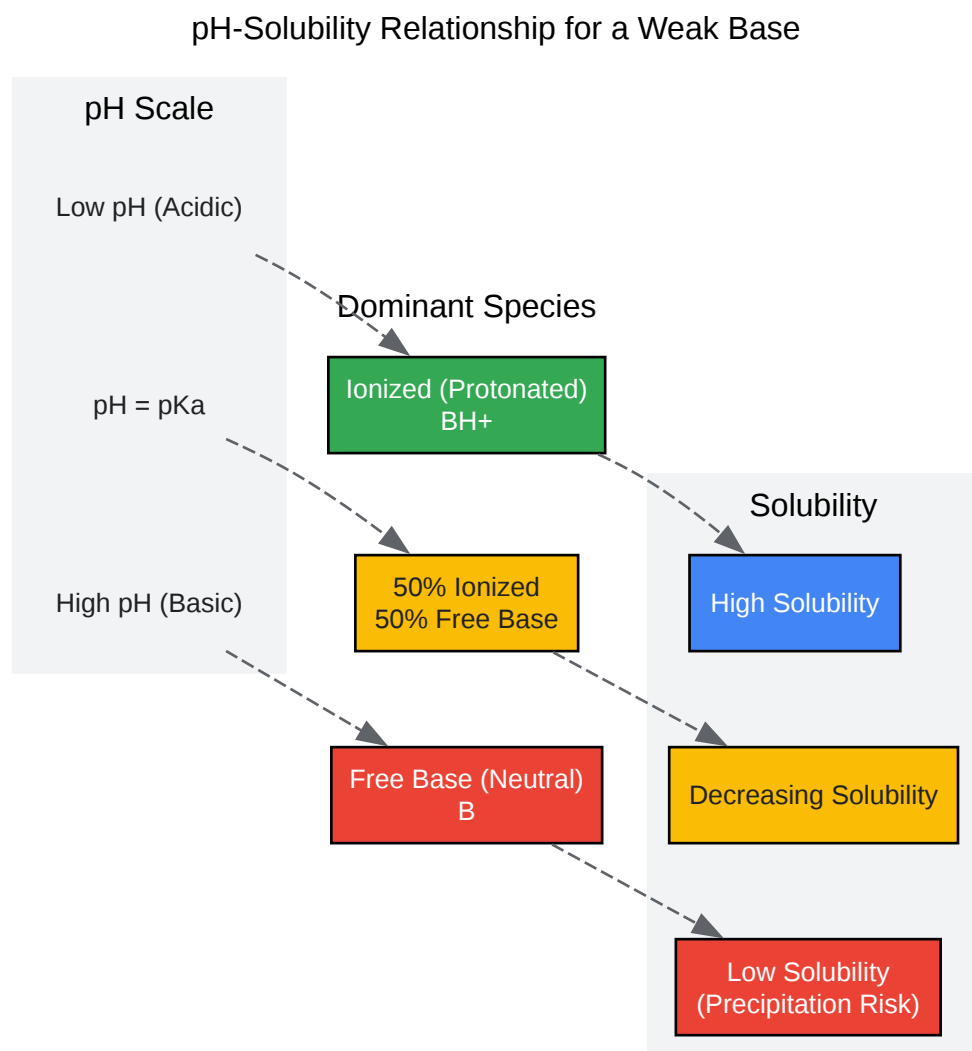 pH-Solubility Relationship for a Weak Base
pH Scale
Low pH (Acidic)
pH = pKa
High pH (Basic)
Dominant Species
Ionized (Protonated)
BH+
50% Ionized
50% Free Base
Free Base (Neutral)
B
Solubility
High Solubility
Decreasing Solubility
Low Solubility
(Precipitation Risk)